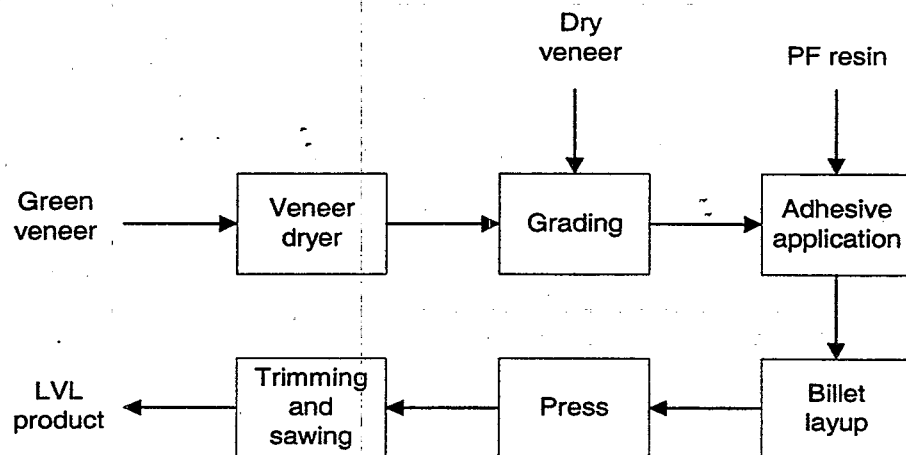 Dry
veneer
PF resin
Green
veneer
Veneer
dryer
Grading
Adhesive
application
LVL
product
Trimming
and
sawing
Press
Billet
layup